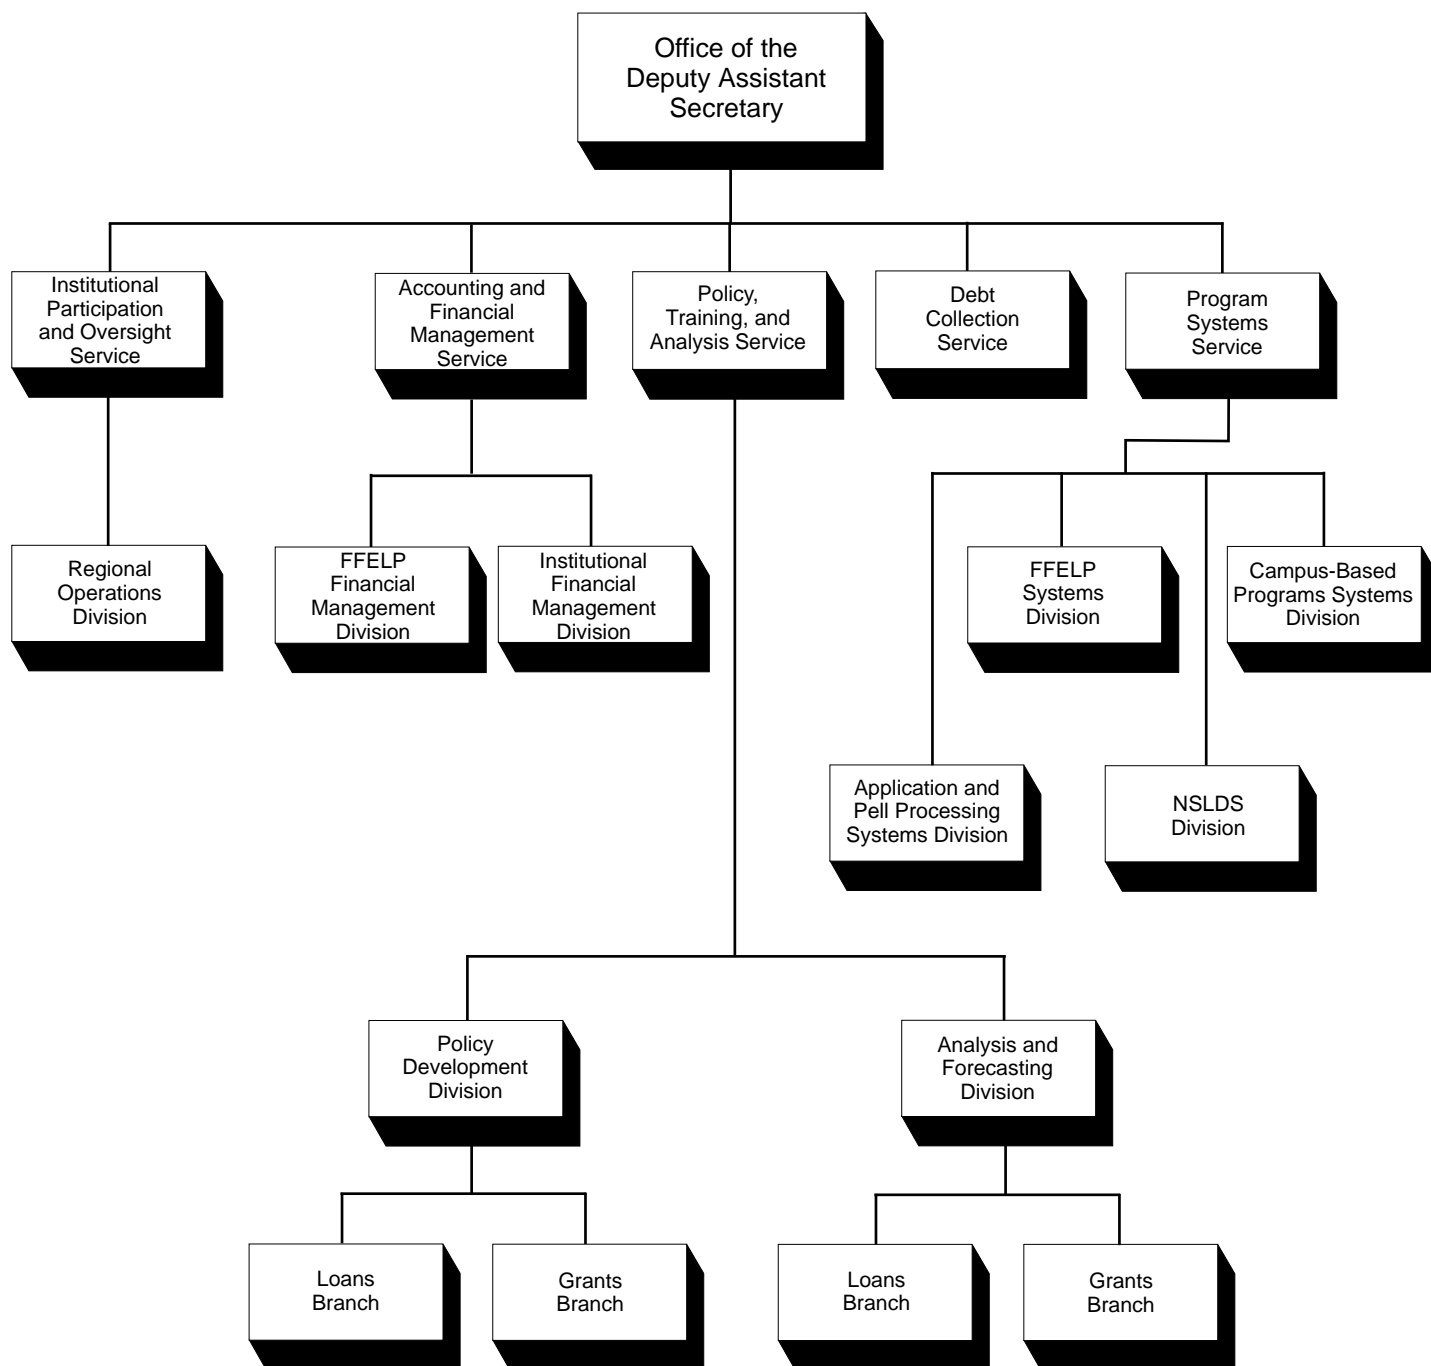 Office of the
Deputy Assistant
Secretary
Institutional
Participation
and Oversight
Service
Accounting and
Financial
Management
Service
Policy,
Training, and
Analysis Service
Debt
Collection
Service
Program
Systems
Service
Regional
Operations
Division
FFELP
Financial
Management
Division
Institutional
Financial
Management
Division
FFELP
Systems
Division
Campus-Based
Programs Systems
Division
Application and
Pell Processing
Systems Division
NSLDS
Division
Policy
Development
Division
Analysis and
Forecasting
Division
Loans
Branch
Grants
Branch
Loans
Branch
Grants
Branch